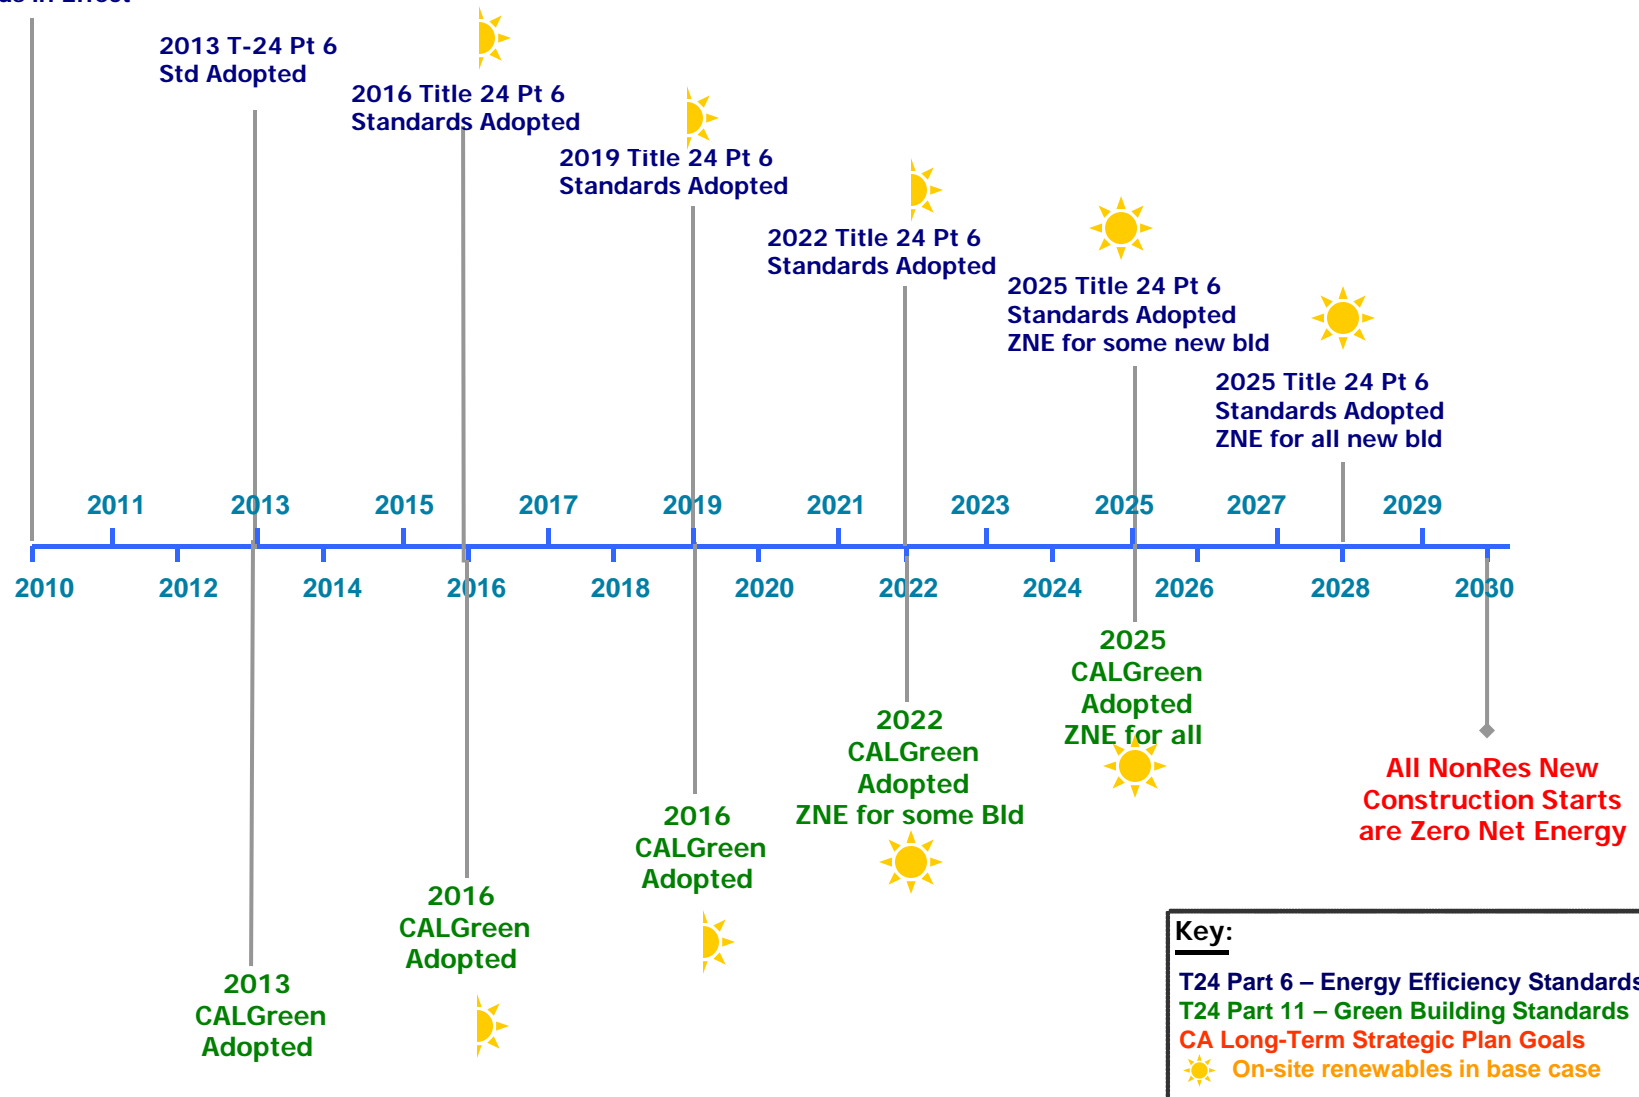 in Effect
2013 T-24 Pt 6
Std Adopted
2016 Title 24 Pt 6
Standards Adopted
2019 Title 24 Pt 6
Standards Adopted
2022 Title 24 Pt 6
Standards Adopted
2025 Title 24 Pt 6
Standards Adopted
ZNE for some new bld
2025 Title 24 Pt 6
Standards Adopted
ZNE for all new bld
2011 2013 2015 2017 2019 2021 2023 2025 2027 2029
2010 2012 2014 2016 2018 2020 2022 2024 2026 2028 2030
2013
CALGreen
Adopted
2016
CALGreen
Adopted
2016
CALGreen
Adopted
2022
CALGreen
Adopted
ZNE for some Bld
2025
CALGreen
Adopted
ZNE for all
All NonRes New
Construction Starts
are Zero Net Energy
Key:
T24 Part 6 – Energy Efficiency Standards
T24 Part 11 – Green Building Standards
CA Long-Term Strategic Plan Goals
On-site renewables in base case